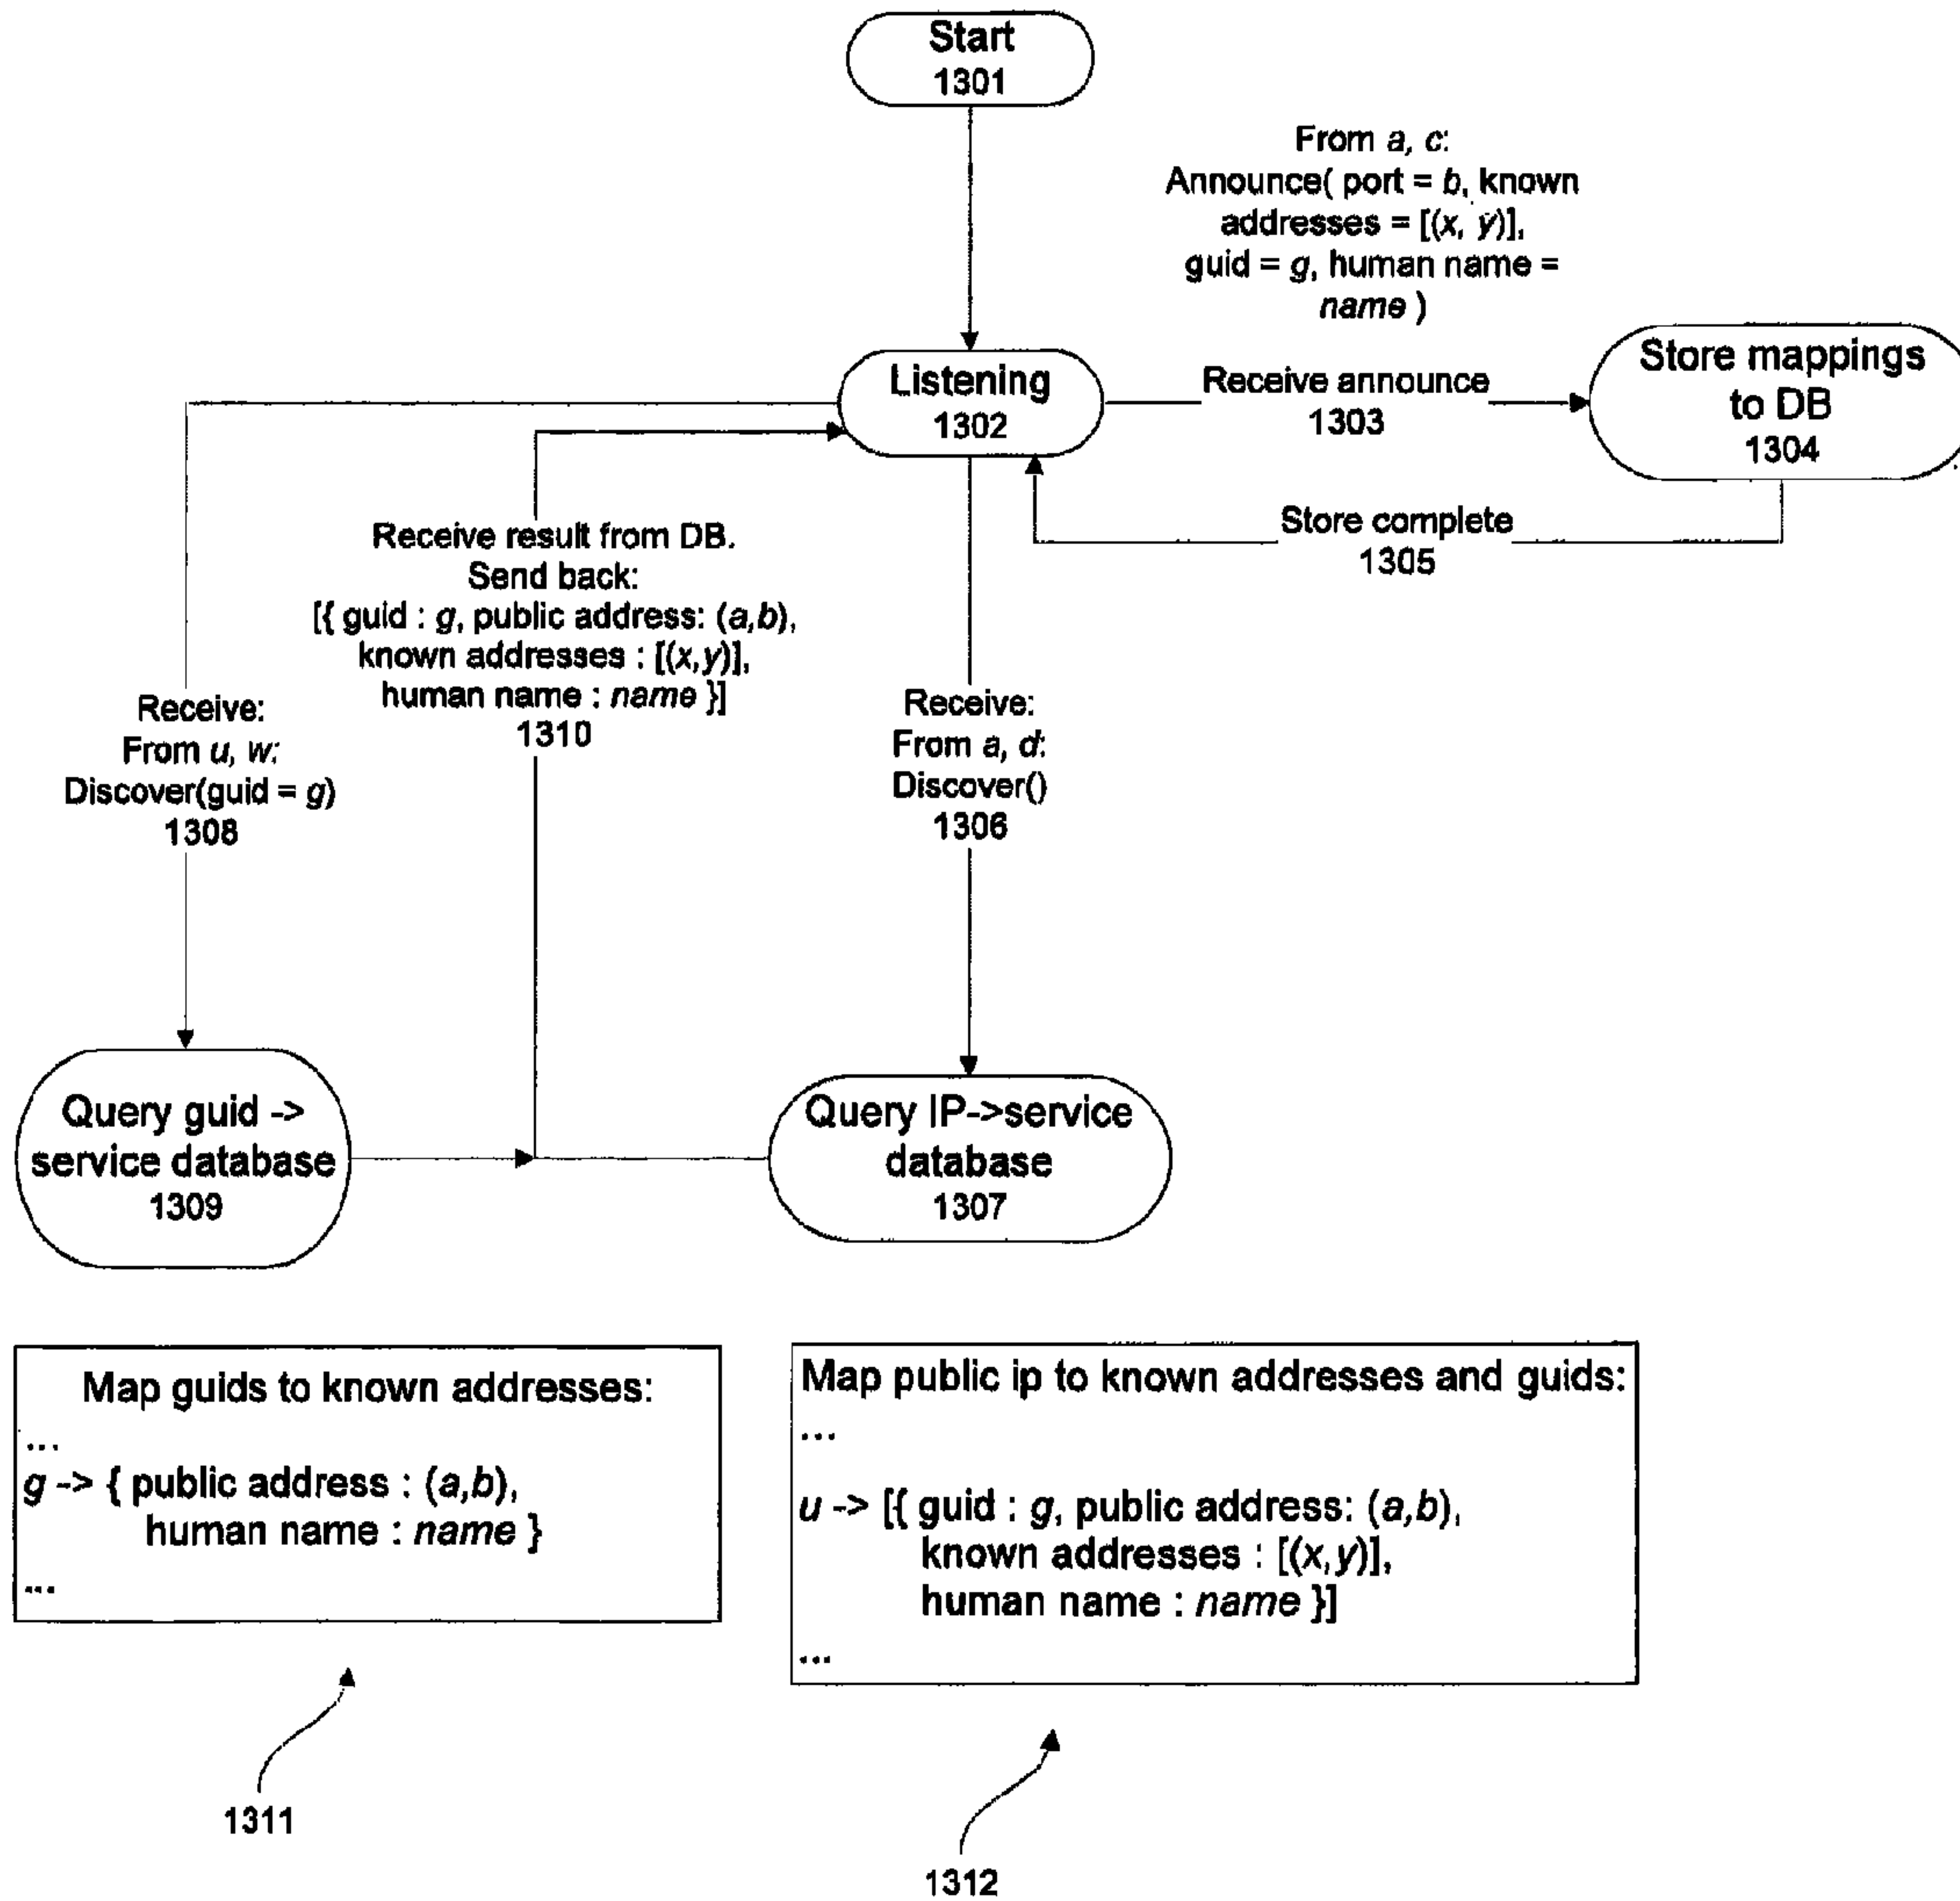 Start
1301
From a, c:
Announce( port = b, known
addresses = [(x, y)],
guid = g, human name =
name )
Listening
1302
Receive announce
1303
Store mappings
to DB
1304
Store complete
1305
Receive result from DB.
Send back:
[{ guid : g, public address: (a,b),
known addresses : [(x,y)],
human name : name }]
1310
Receive:
From u, w:
Discover(guid = g)
1308
Receive:
From a, d:
Discover()
1306
Query guid ->
service database
1309
Query IP->service
database
1307
Map guids to known addresses:
...
g -> { public address : (a,b),
human name : name }
...
1311
Map public ip to known addresses and guids:
...
u -> [{ guid : g, public address: (a,b),
known addresses : [(x,y)],
human name : name }]
...
1312